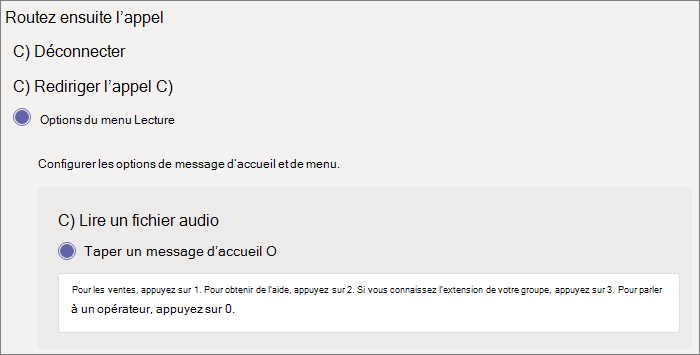 Routez ensuite l’appel
C) Déconnecter
C) Rediriger l’appel C)
Options du menu Lecture
Configurer les options de message d’accueil et de menu.
C) Lire un fichier audio
Taper un message d’accueil O
Pour les ventes, appuyez sur 1. Pour obtenir de l’aide, appuyez sur 2. Si vous connaissez l’extension de votre groupe, appuyez sur 3. Pour parler
à un opérateur, appuyez sur 0.